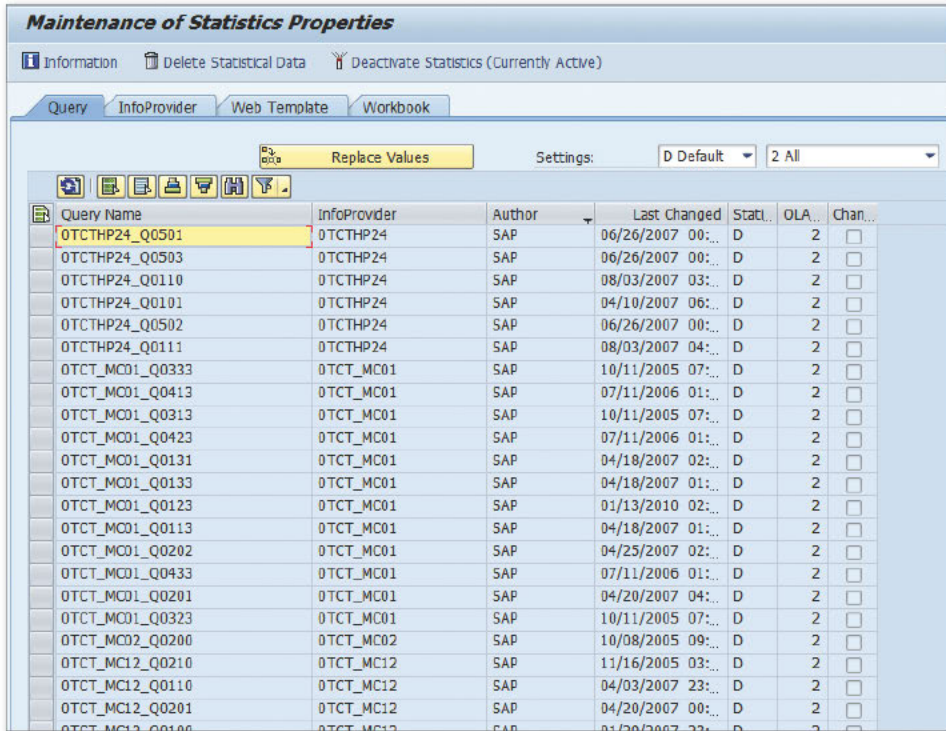 Maintenance of Statistics Properties
Information Delete Statistical Data Deactivate Statistics (Currently Active)
Query InfoProvider Web Template Workbook
Replace Values Settings: D Default 2 All
Query Name InfoProvider Author Last Changed Stati.. OLA... Chan...
0TCTHP24_Q0501 0TCTHP24 SAP 06/26/2007 00:... D 2
0TCTHP24_Q0503 0TCTHP24 SAP 06/26/2007 00:... D 2
0TCTHP24_Q0110 0TCTHP24 SAP 08/03/2007 03:... D 2
0TCTHP24_Q0101 0TCTHP24 SAP 04/10/2007 06:... D 2
0TCTHP24_Q0502 0TCTHP24 SAP 06/26/2007 00:... D 2
0TCTHP24_Q0111 0TCTHP24 SAP 08/03/2007 04:... D 2
0TCT_MC01_Q0333 0TCT_MC01 SAP 10/11/2005 07:... D 2
0TCT_MC01_Q0413 0TCT_MC01 SAP 07/11/2006 01:... D 2
0TCT_MC01_Q0313 0TCT_MC01 SAP 10/11/2005 07:... D 2
0TCT_MC01_Q0423 0TCT_MC01 SAP 07/11/2006 01:... D 2
0TCT_MC01_Q0131 0TCT_MC01 SAP 04/18/2007 02:... D 2
0TCT_MC01_Q0133 0TCT_MC01 SAP 04/18/2007 01:... D 2
0TCT_MC01_Q0123 0TCT_MC01 SAP 01/13/2010 02:... D 2
0TCT_MC01_Q0113 0TCT_MC01 SAP 04/18/2007 01:... D 2
0TCT_MC01_Q0202 0TCT_MC01 SAP 04/25/2007 02:... D 2
0TCT_MC01_Q0433 0TCT_MC01 SAP 07/11/2006 01:... D 2
0TCT_MC01_Q0201 0TCT_MC01 SAP 04/20/2007 04:... D 2
0TCT_MC01_Q0323 0TCT_MC01 SAP 10/11/2005 07:... D 2
0TCT_MC02_Q0200 0TCT_MC02 SAP 10/08/2005 09:... D 2
0TCT_MC12_Q0210 0TCT_MC12 SAP 11/16/2005 03:... D 2
0TCT_MC12_Q0110 0TCT_MC12 SAP 04/03/2007 23:... D 2
0TCT_MC12_Q0201 0TCT_MC12 SAP 04/20/2007 00:... D 2